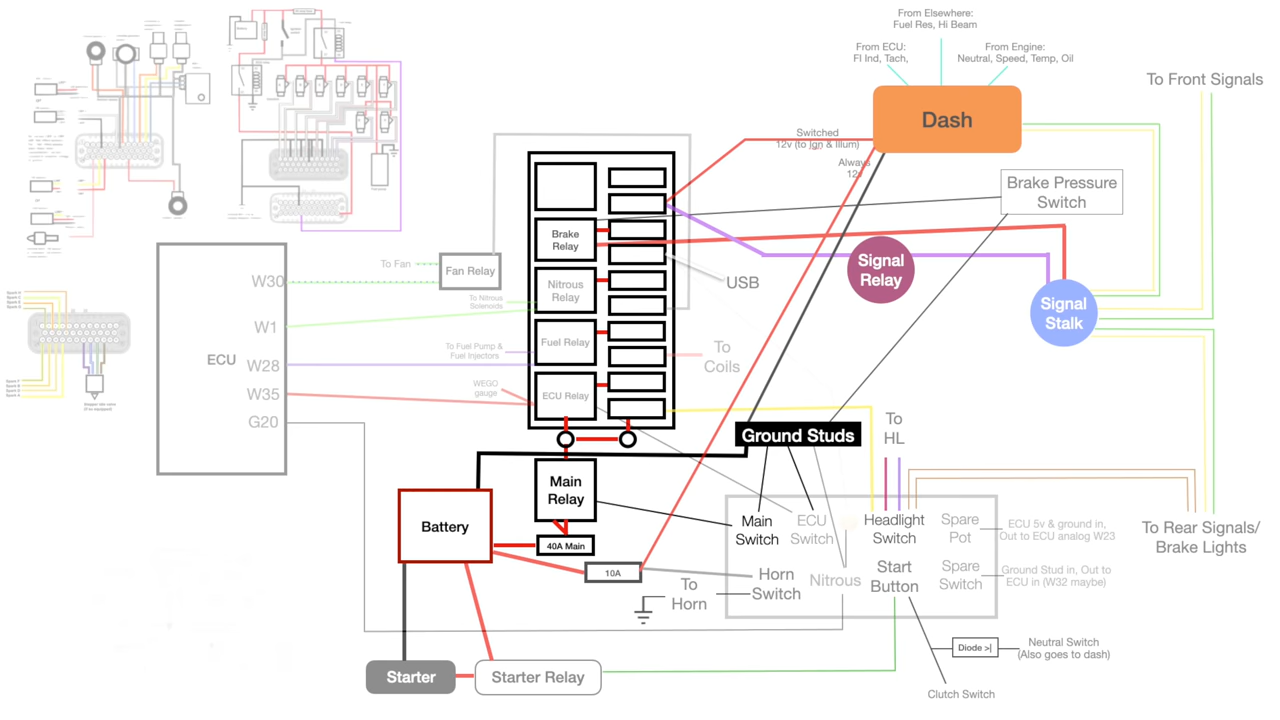 From Elsewhere:
Fuel Res, Hi Beam
From ECU:
FI Ind, Tach,
From Engine:
Neutral, Speed, Temp, Oil
To Front Signals
Dash
Switched
12v (to Ign & Illum)
Always
12v
Brake Pressure
Switch
Brake
Relay
Signal
Relay
To Fan
Fan Relay
W30
USB
Nitrous
Relay
To Nitrous
Solenoids
Signal
Stalk
W1
ECU
Fuel Relay
To Fuel Pump &
Fuel Injectors
To
Coils
W28
WEGO
gauge
ECU Relay
W35
G20
Ground Studs
To
HL
Main
Relay
Battery
40A Main
10A
Main
Switch
ECU
Switch
Headlight
Switch
Spare
Pot
ECU 5v & ground in,
Out to ECU analog W23
To Rear Signals/
Brake Lights
Horn
Switch
Nitrous
Start
Button
Spare
Switch
Ground Stud in, Out to
ECU in (W32 maybe)
To
Horn
Diode >|
Neutral Switch
(Also goes to dash)
Starter
Starter Relay
Clutch Switch